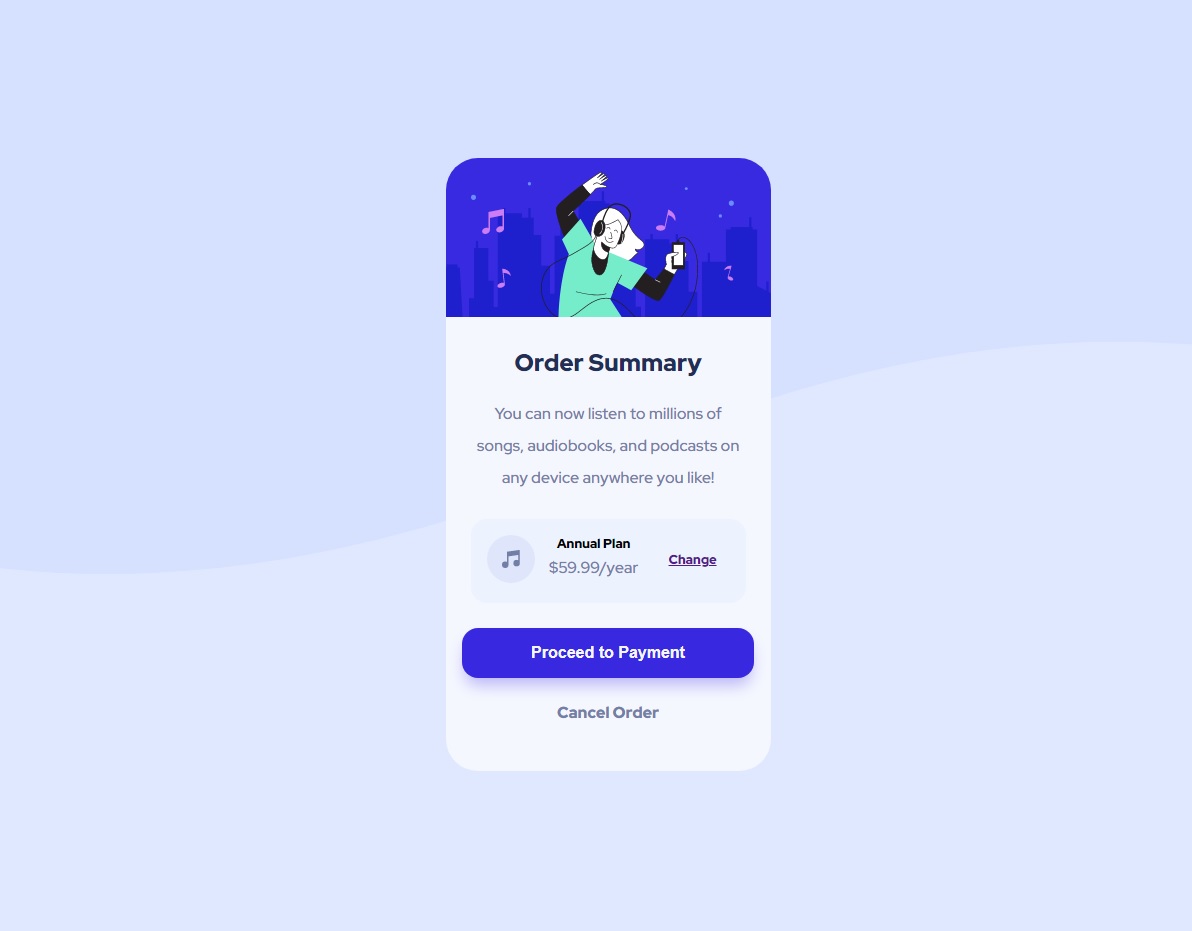 Order Summary
You can now listen to millions of
songs, audiobooks, and podcasts on
any device anywhere you like!
Annual Plan
$59.99/year
Change
Proceed to Payment
Cancel Order